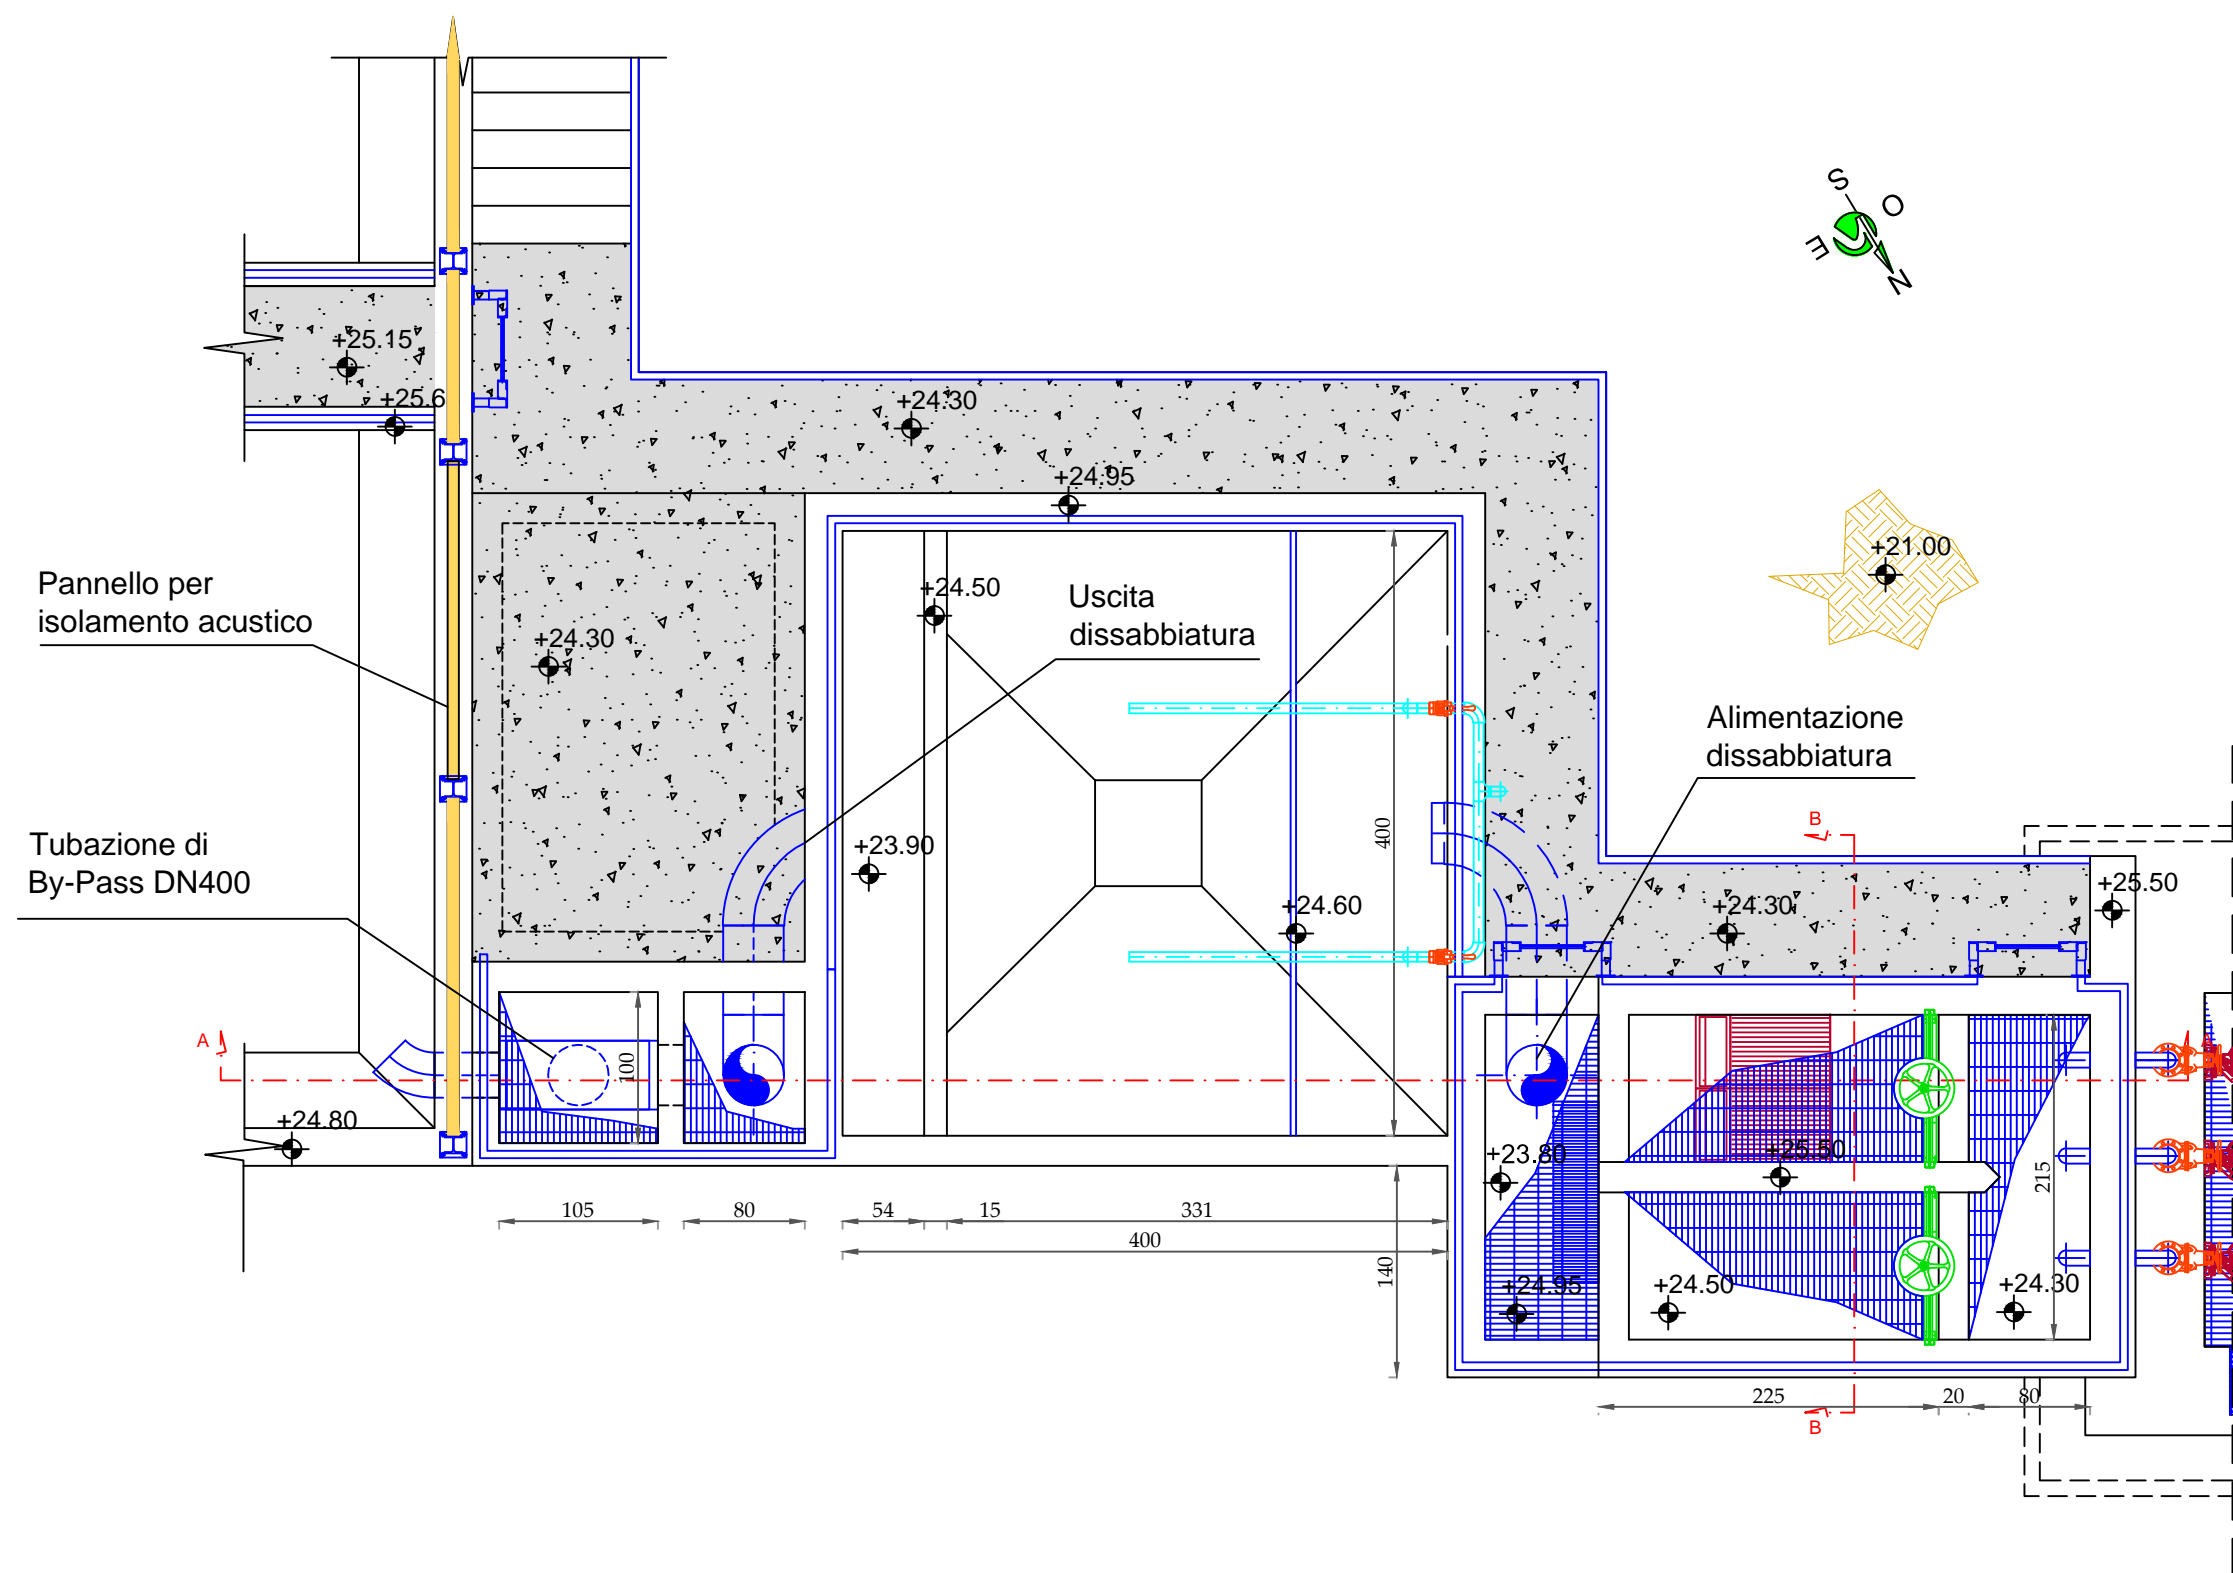 S
O
E
N
+25.15
+25.6
+24.30
+24.95
+21.00
Pannello per
isolamento acustico
+24.50
Uscita
dissabbiatura
+24.30
Alimentazione
dissabbiatura
Tubazione di
By-Pass DN400
+23.90
400
B
+24.60
+24.30
+25.50
A
100
+24.80
+23.80
+25.50
215
105
80
54
15
331
400
140
+24.95
+24.50
+24.30
225
20
80
B